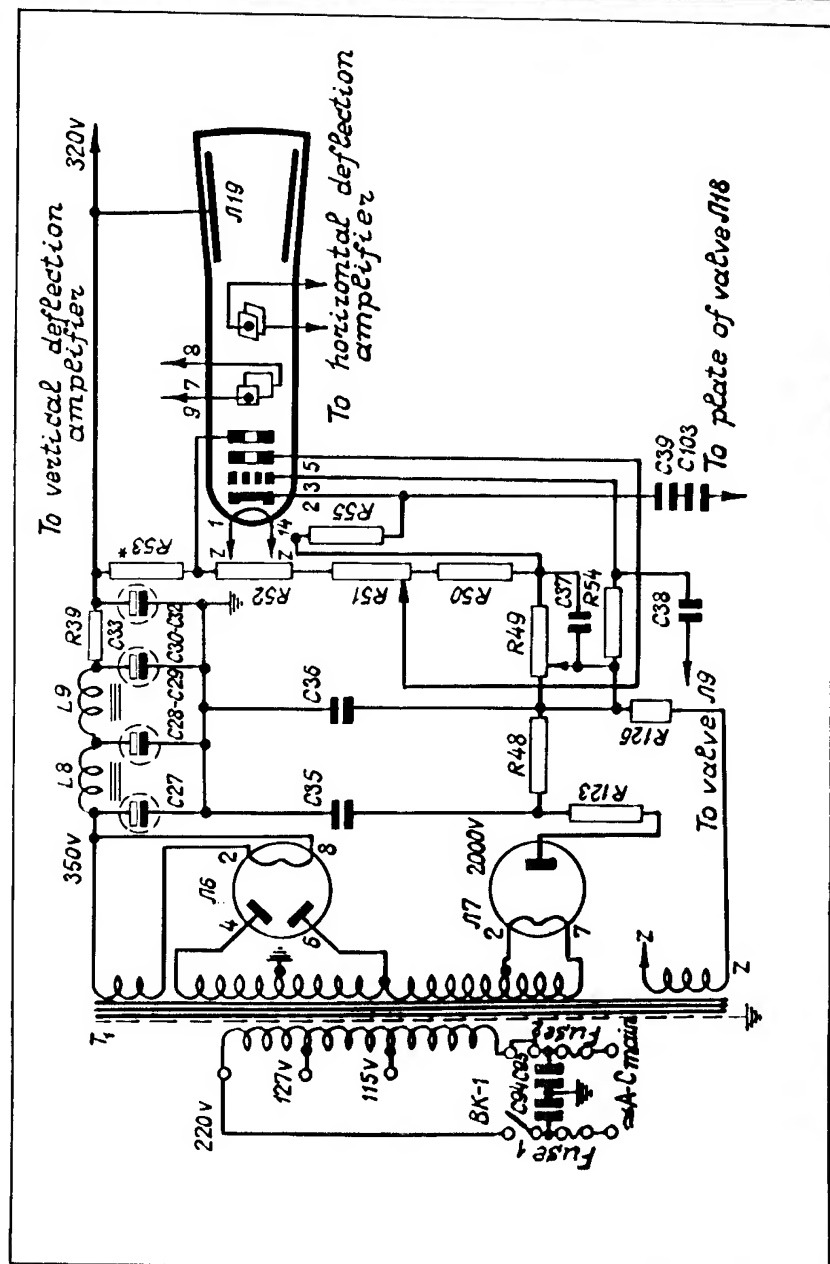 To vertical deflection
amplifier
320V
350V
L8
L9
R39
R53*
C27
C28-C29
C33
C30-C32
Л6
2
8
4
6
C35
C36
Z
1
14
Z
R52
R51
R50
R55
2
3
5
9
7
8
Л19
To horizontal deflection
amplifier
C39
C103
To plate of valve Л18
R49
C37
R54
C38
R48
R126
R123
To valve Л9
Л7
2000V
2
7
Z
Z
T1
220V
127V
115V
BK-1
C94
C95
Fuse 1
Fuse 2
≈A-C main